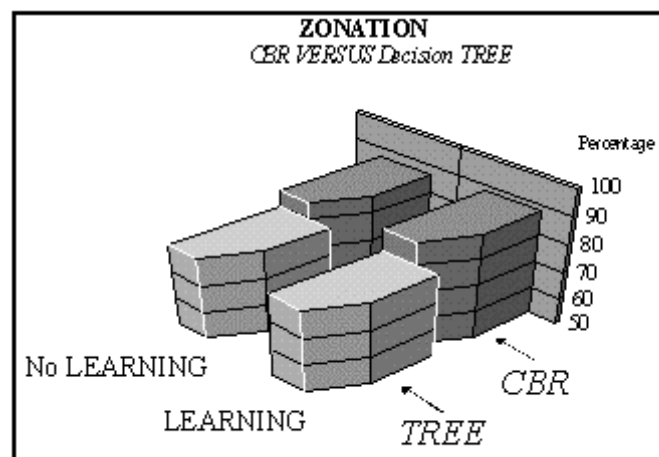 ZONATION
CBR VERSUS Decision TREE
Percentage
100
90
80
70
60
50
No LEARNING
CBR
LEARNING
TREE